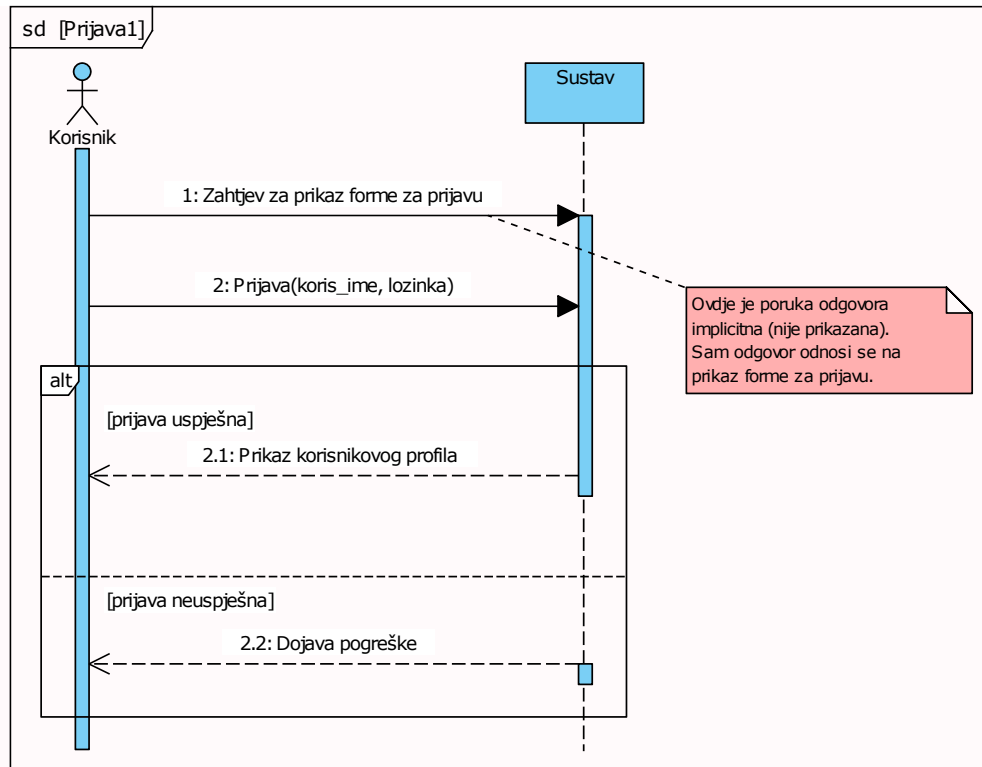 sd [Prijava1]
Korisnik
Sustav
1: Zahtjev za prikaz forme za prijavu
2: Prijava(koris_ime, lozinka)
Ovdje je poruka odgovora
implicitna (nije prikazana).
Sam odgovor odnosi se na
prikaz forme za prijavu.
alt
[prijava uspješna]
2.1: Prikaz korisnikovog profila
[prijava neuspješna]
2.2: Dojava pogreške